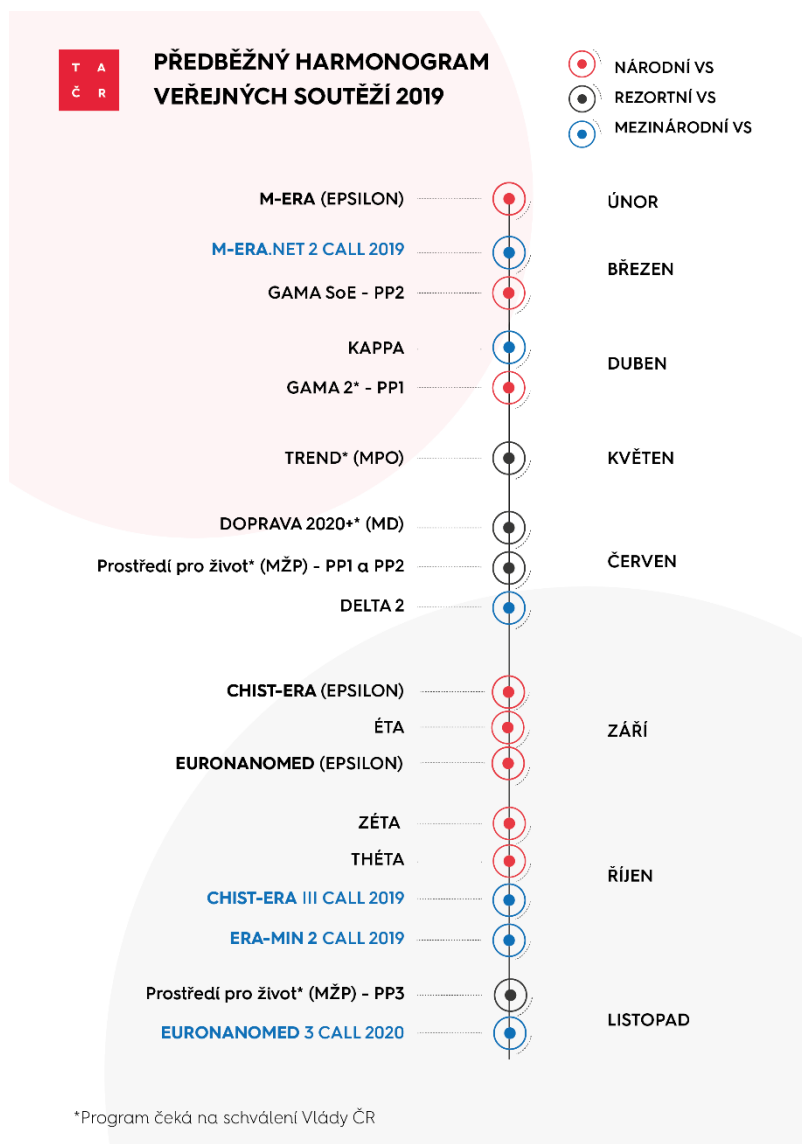 T A
Č R
PŘEDBĚŽNÝ HARMONOGRAM
VEŘEJNÝCH SOUTĚŽÍ 2019
NÁRODNÍ VS
REZORTNÍ VS
MEZINÁRODNÍ VS
M-ERA (EPSILON)
ÚNOR
M-ERA.NET 2 CALL 2019
BŘEZEN
GAMA SoE - PP2
KAPPA
DUBEN
GAMA 2* - PP1
TREND* (MPO)
KVĚTEN
DOPRAVA 2020+* (MD)
ČERVEN
Prostředí pro život* (MŽP) - PP1 a PP2
DELTA 2
CHIST-ERA (EPSILON)
ÉTA
ZÁŘÍ
EURONANOMED (EPSILON)
ZÉTA
THÉTA
ŘÍJEN
CHIST-ERA III CALL 2019
ERA-MIN 2 CALL 2019
Prostředí pro život* (MŽP) - PP3
LISTOPAD
EURONANOMED 3 CALL 2020
*Program čeká na schválení Vlády ČR